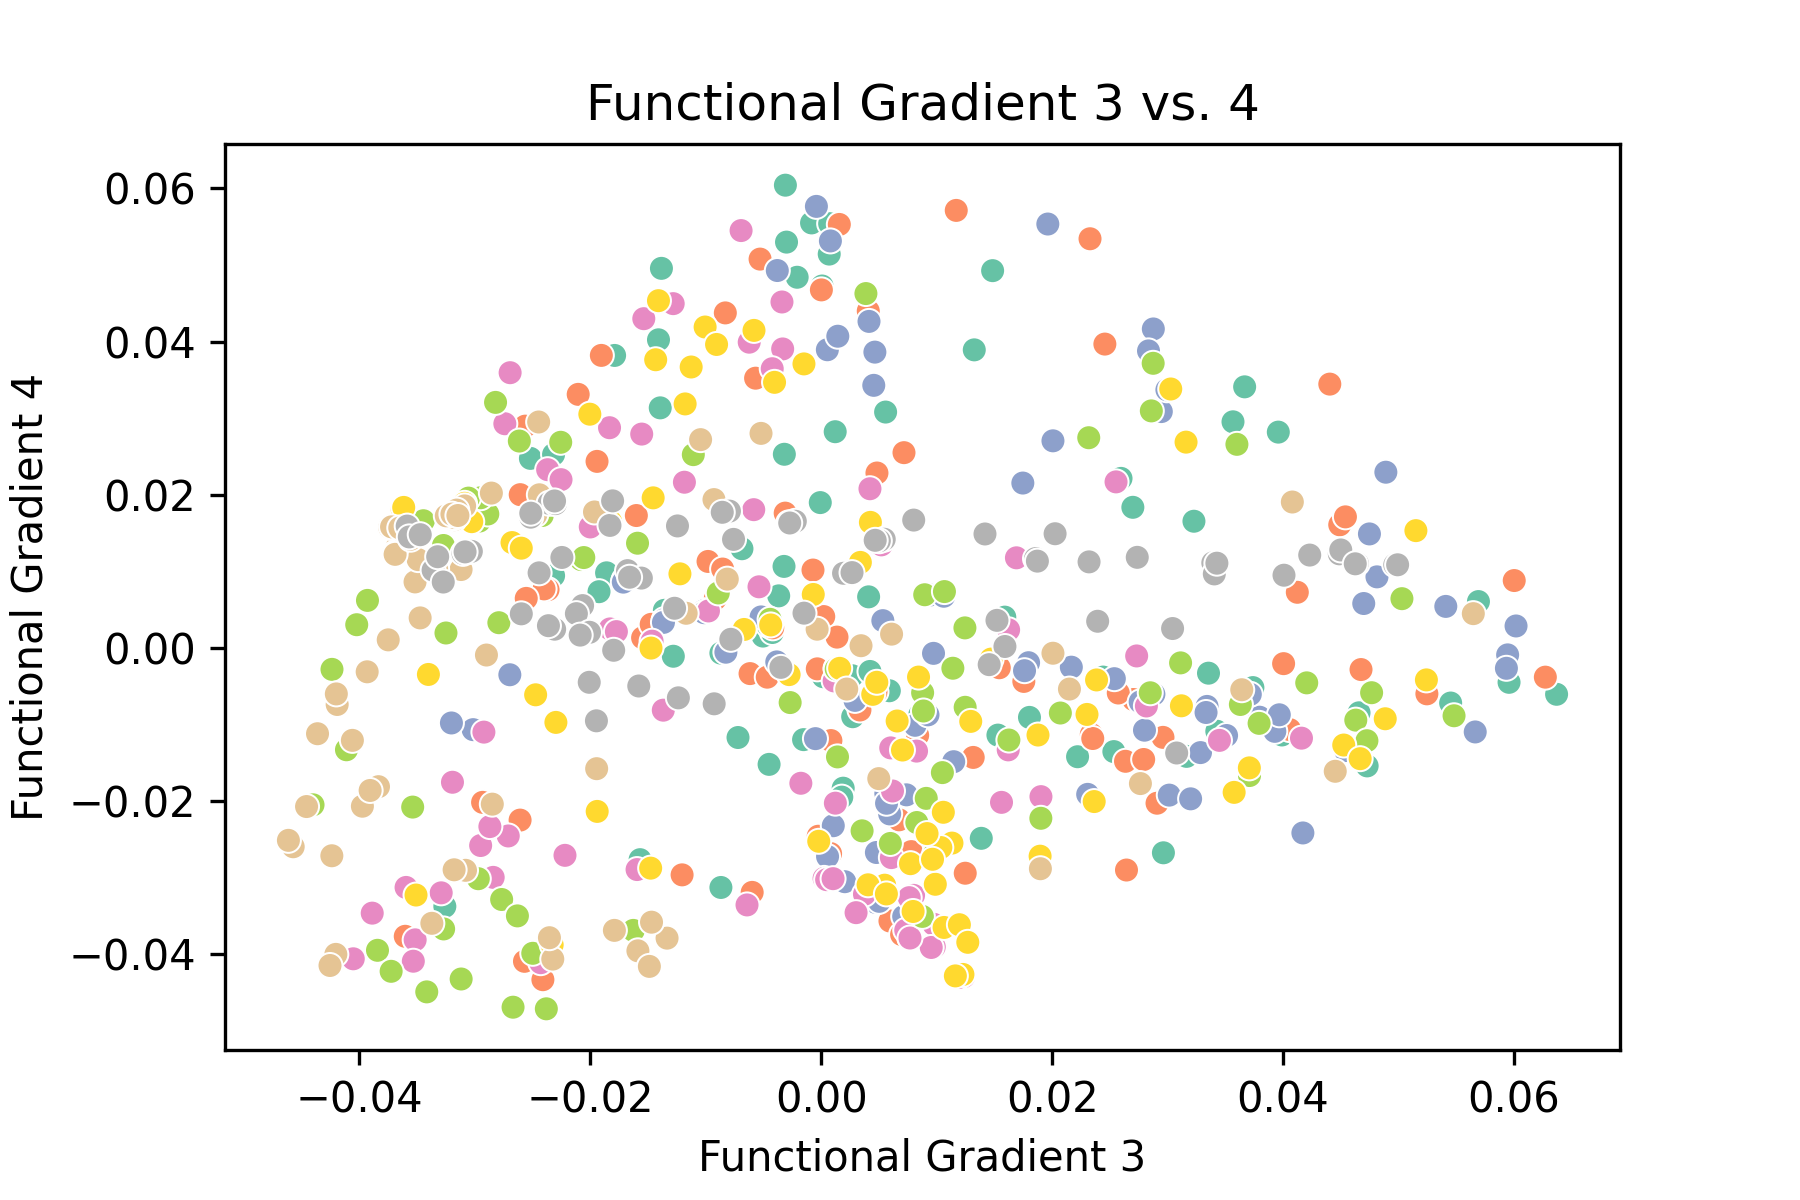 Functional Gradient 3 vs. 4
Functional Gradient 4
0.06
0.04
0.02
0.00
−0.02
−0.04
−0.04 −0.02 0.00 0.02 0.04 0.06
Functional Gradient 3